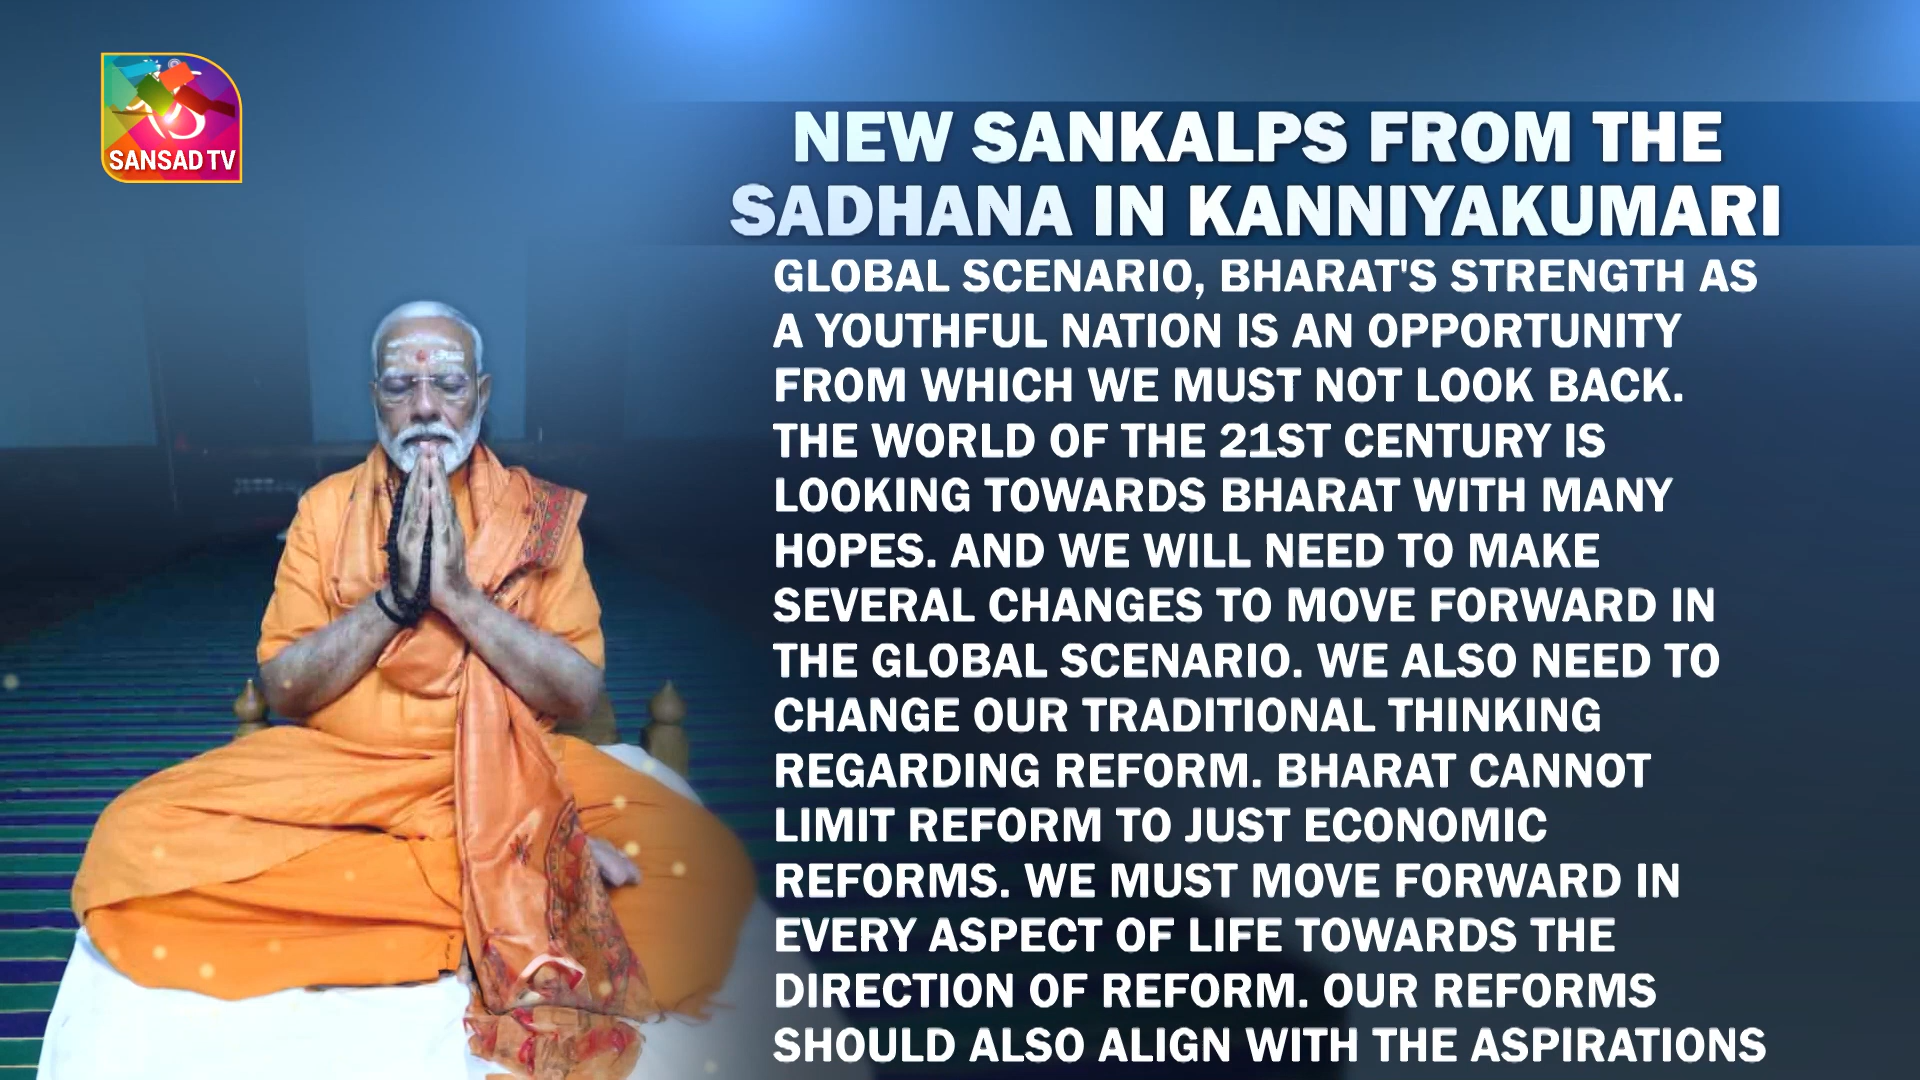 SANSAD TV
NEW SANKALPS FROM THE
SADHANA IN KANNIYAKUMARI
GLOBAL SCENARIO, BHARAT'S STRENGTH AS
A YOUTHFUL NATION IS AN OPPORTUNITY
FROM WHICH WE MUST NOT LOOK BACK.
THE WORLD OF THE 21ST CENTURY IS
LOOKING TOWARDS BHARAT WITH MANY
HOPES. AND WE WILL NEED TO MAKE
SEVERAL CHANGES TO MOVE FORWARD IN
THE GLOBAL SCENARIO. WE ALSO NEED TO
CHANGE OUR TRADITIONAL THINKING
REGARDING REFORM. BHARAT CANNOT
LIMIT REFORM TO JUST ECONOMIC
REFORMS. WE MUST MOVE FORWARD IN
EVERY ASPECT OF LIFE TOWARDS THE
DIRECTION OF REFORM. OUR REFORMS
SHOULD ALSO ALIGN WITH THE ASPIRATIONS